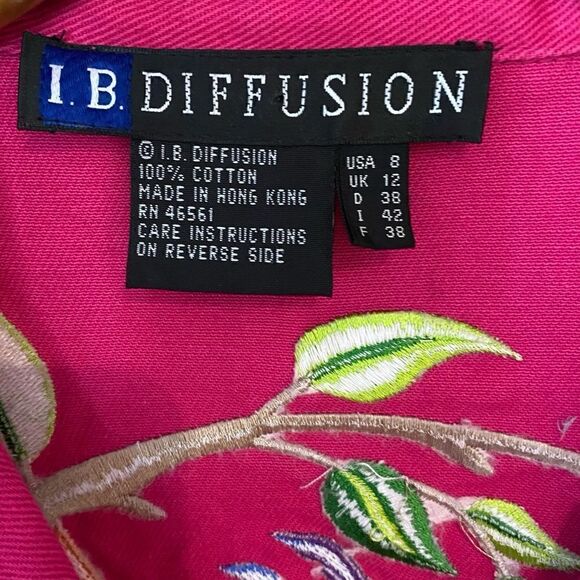 I.B. DIFFUSION
© I.B. DIFFUSION
100% COTTON
MADE IN HONG KONG
RN 46561
CARE INSTRUCTIONS
ON REVERSE SIDE
USA 8
UK 12
D 38
I 42
F 38